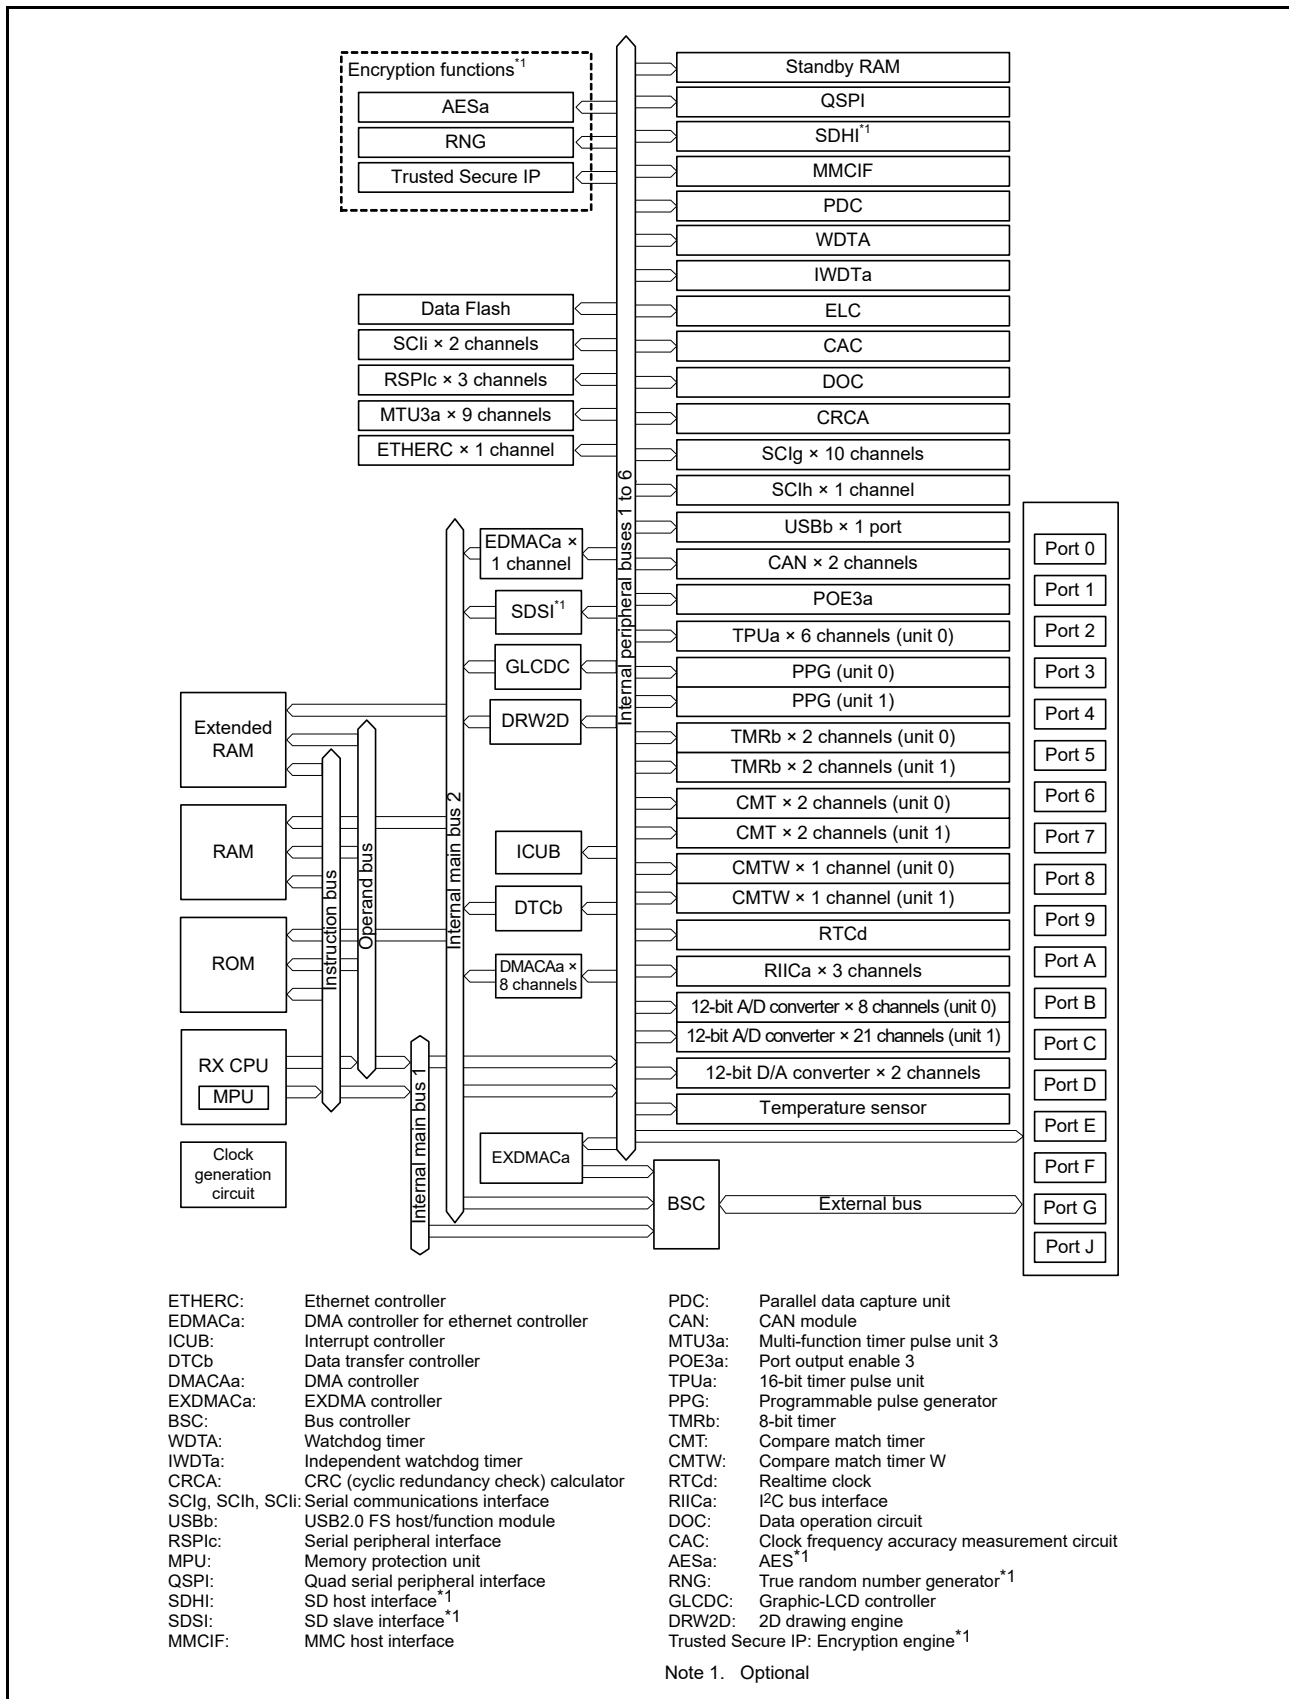 Encryption functions*1
AESa
RNG
Trusted Secure IP
Data Flash
SCIi × 2 channels
RSPIc × 3 channels
MTU3a × 9 channels
ETHERC × 1 channel
Standby RAM
QSPI
SDHI*1
MMCIF
PDC
WDTA
IWDTa
ELC
CAC
DOC
CRCA
SCIg × 10 channels
SCIh × 1 channel
USBb × 1 port
CAN × 2 channels
POE3a
TPUa × 6 channels (unit 0)
PPG (unit 0)
PPG (unit 1)
TMRb × 2 channels (unit 0)
TMRb × 2 channels (unit 1)
CMT × 2 channels (unit 0)
CMT × 2 channels (unit 1)
CMTW × 1 channel (unit 0)
CMTW × 1 channel (unit 1)
RTCd
RIICa × 3 channels
12-bit A/D converter × 8 channels (unit 0)
12-bit A/D converter × 21 channels (unit 1)
12-bit D/A converter × 2 channels
Temperature sensor
Internal peripheral buses 1 to 6
EDMACa ×
1 channel
SDSI*1
GLCDC
DRW2D
ICUB
DTCb
DMACAa ×
8 channels
EXDMACa
BSC
External bus
Internal main bus 2
Internal main bus 1
Operand bus
Instruction bus
Extended
RAM
RAM
ROM
RX CPU
MPU
Clock
generation
circuit
Port 0
Port 1
Port 2
Port 3
Port 4
Port 5
Port 6
Port 7
Port 8
Port 9
Port A
Port B
Port C
Port D
Port E
Port F
Port G
Port J
ETHERC: Ethernet controller
EDMACa: DMA controller for ethernet controller
ICUB: Interrupt controller
DTCb Data transfer controller
DMACAa: DMA controller
EXDMACa: EXDMA controller
BSC: Bus controller
WDTA: Watchdog timer
IWDTa: Independent watchdog timer
CRCA: CRC (cyclic redundancy check) calculator
SCIg, SCIh, SCIi: Serial communications interface
USBb: USB2.0 FS host/function module
RSPIc: Serial peripheral interface
MPU: Memory protection unit
QSPI: Quad serial peripheral interface
SDHI: SD host interface*1
SDSI: SD slave interface*1
MMCIF: MMC host interface
PDC: Parallel data capture unit
CAN: CAN module
MTU3a: Multi-function timer pulse unit 3
POE3a: Port output enable 3
TPUa: 16-bit timer pulse unit
PPG: Programmable pulse generator
TMRb: 8-bit timer
CMT: Compare match timer
CMTW: Compare match timer W
RTCd: Realtime clock
RIICa: I2C bus interface
DOC: Data operation circuit
CAC: Clock frequency accuracy measurement circuit
AESa: AES*1
RNG: True random number generator*1
GLCDC: Graphic-LCD controller
DRW2D: 2D drawing engine
Trusted Secure IP: Encryption engine*1
Note 1. Optional